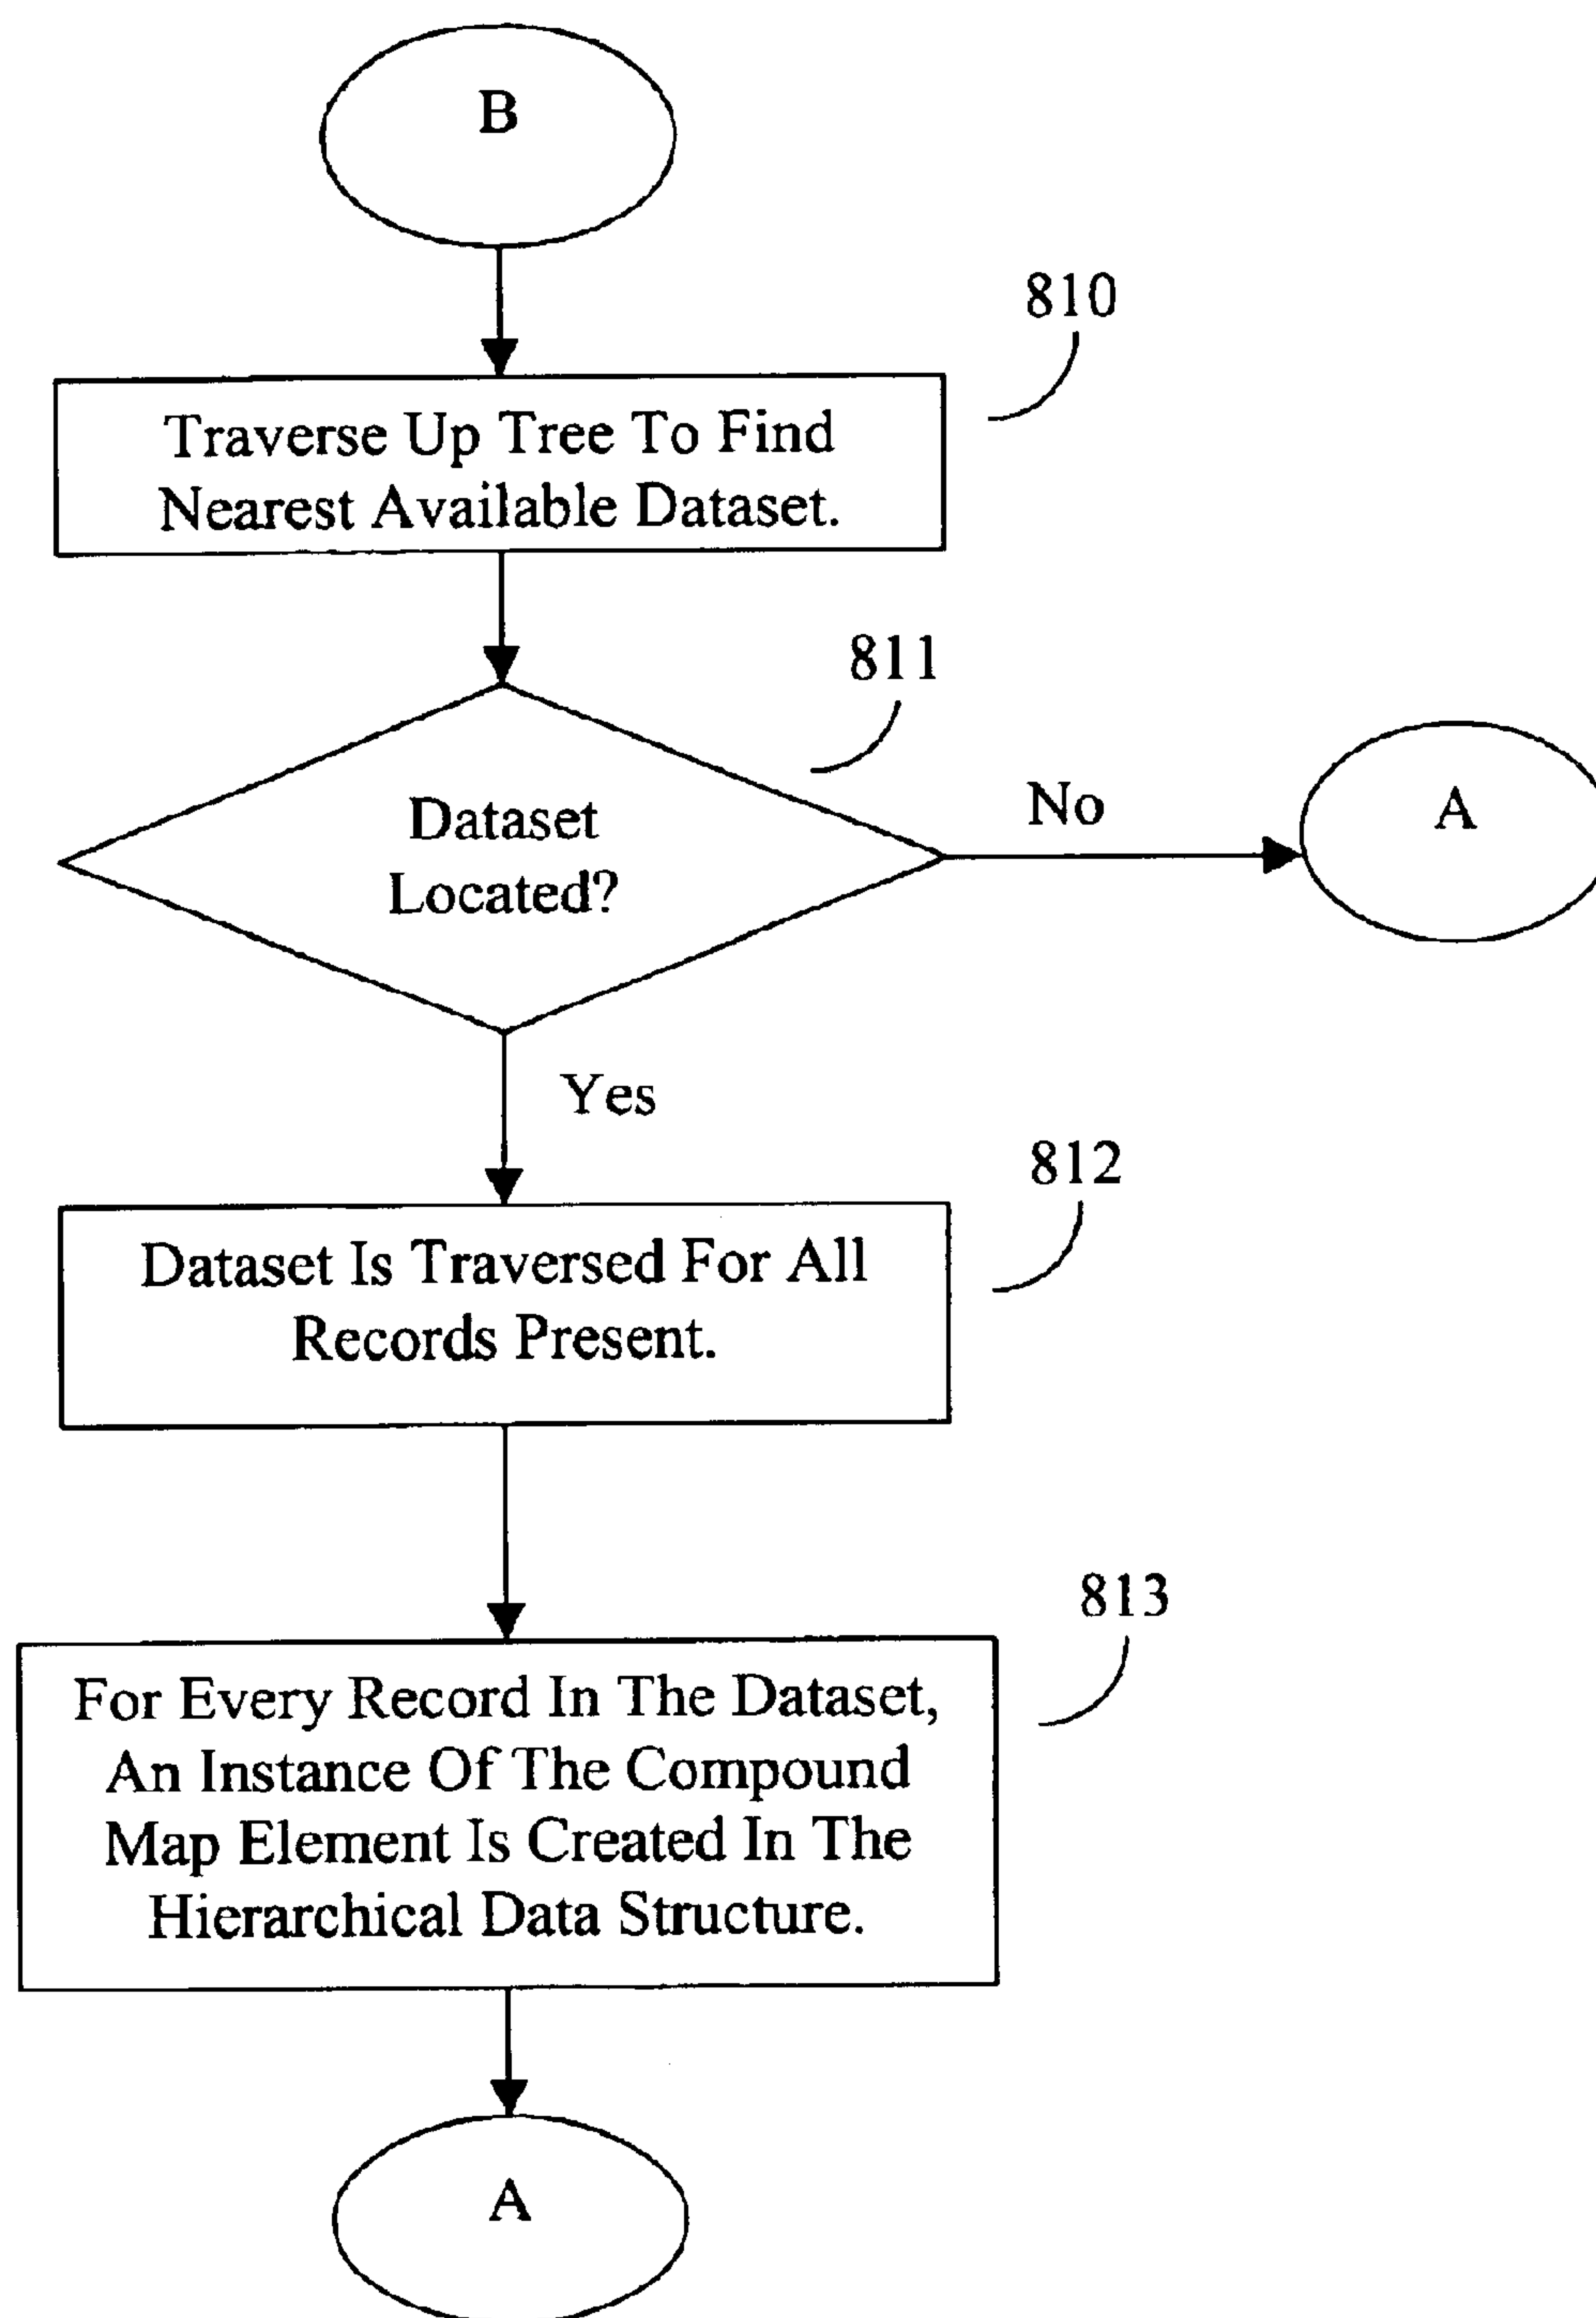 B
810
Traverse Up Tree To Find
Nearest Available Dataset.
811
Dataset
Located?
No
A
Yes
812
Dataset Is Traversed For All
Records Present.
813
For Every Record In The Dataset,
An Instance Of The Compound
Map Element Is Created In The
Hierarchical Data Structure.
A